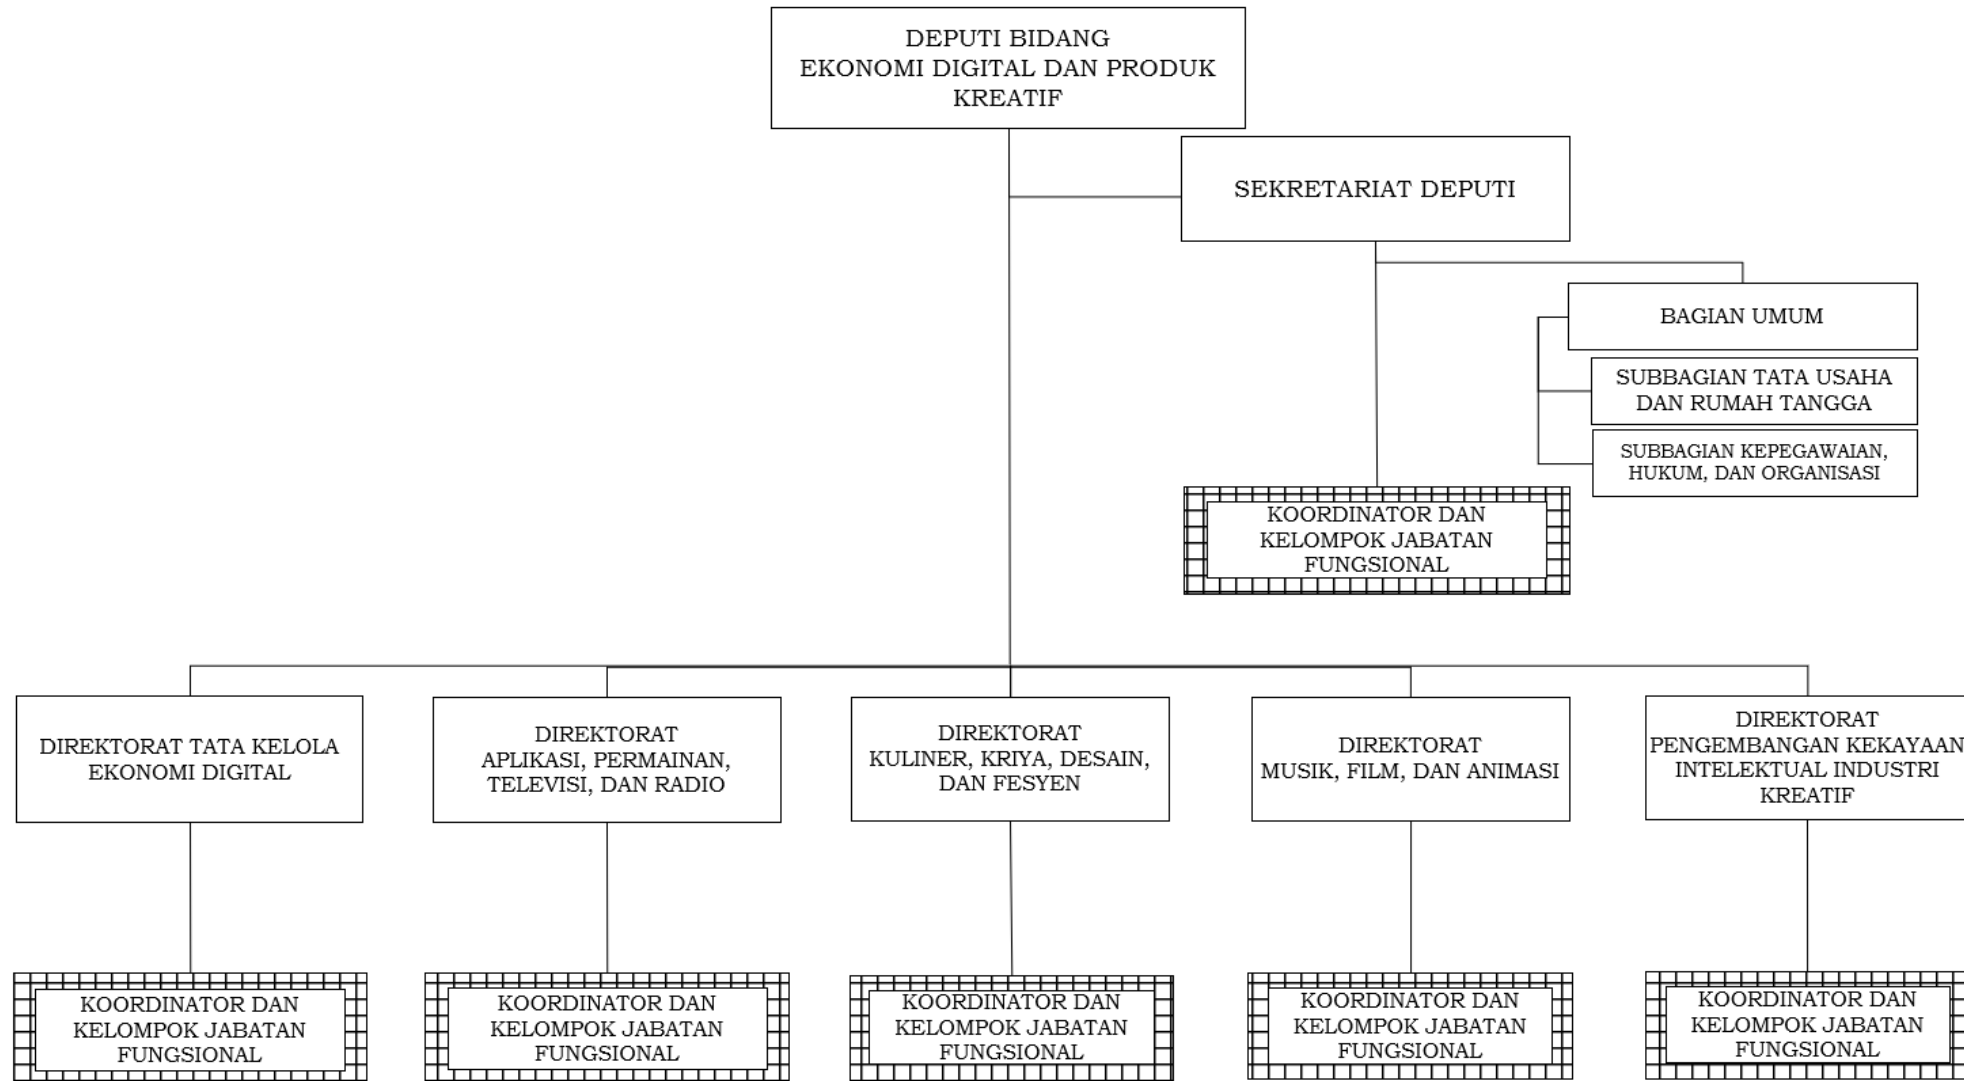 DEPUTI BIDANG
EKONOMI DIGITAL DAN PRODUK
KREATIF
SEKRETARIAT DEPUTI
BAGIAN UMUM
SUBBAGIAN TATA USAHA
DAN RUMAH TANGGA
SUBBAGIAN KEPEGAWAIAN,
HUKUM, DAN ORGANISASI
KOORDINATOR DAN
KELOMPOK JABATAN
FUNGSIONAL
DIREKTORAT TATA KELOLA
EKONOMI DIGITAL
DIREKTORAT
APLIKASI, PERMAINAN,
TELEVISI, DAN RADIO
DIREKTORAT
KULINER, KRIYA, DESAIN,
DAN FESYEN
DIREKTORAT
MUSIK, FILM, DAN ANIMASI
DIREKTORAT
PENGEMBANGAN KEKAYAAN
INTELEKTUAL INDUSTRI
KREATIF
KOORDINATOR DAN
KELOMPOK JABATAN
FUNGSIONAL
KOORDINATOR DAN
KELOMPOK JABATAN
FUNGSIONAL
KOORDINATOR DAN
KELOMPOK JABATAN
FUNGSIONAL
KOORDINATOR DAN
KELOMPOK JABATAN
FUNGSIONAL
KOORDINATOR DAN
KELOMPOK JABATAN
FUNGSIONAL